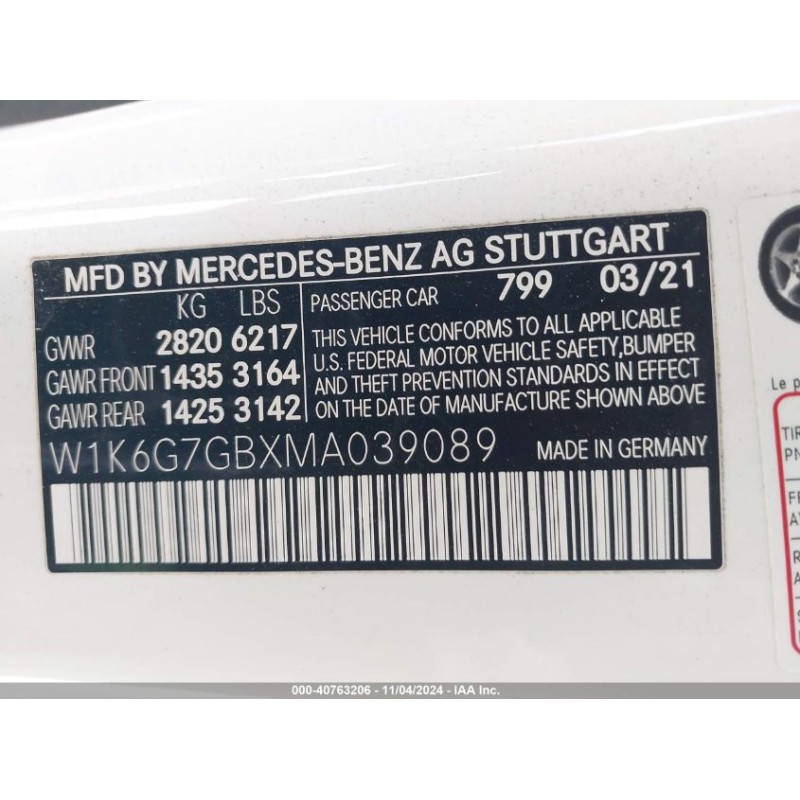 MFD BY MERCEDES-BENZ AG STUTTGART
KG LBS
GVWR 2820 6217
GAWR FRONT 1435 3164
GAWR REAR 1425 3142
PASSENGER CAR 799 03/21
THIS VEHICLE CONFORMS TO ALL APPLICABLE
U.S. FEDERAL MOTOR VEHICLE SAFETY,BUMPER
AND THEFT PREVENTION STANDARDS IN EFFECT
ON THE DATE OF MANUFACTURE SHOWN ABOVE
W1K6G7GBXMA039089 MADE IN GERMANY
Le p
TIR
PN
000-40763206 - 11/04/2024 - IAA Inc.